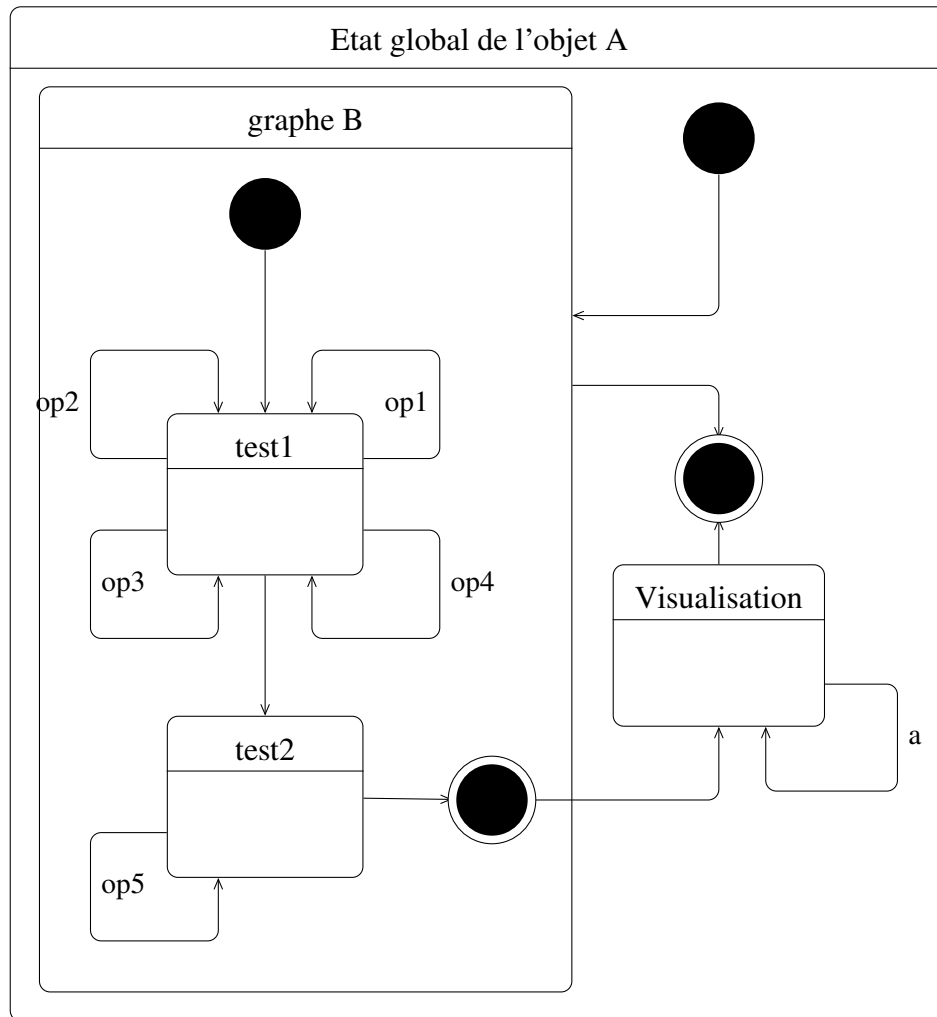 Etat global de l'objet A
graphe B
op2
op1
test1
op3
op4
Visualisation
test2
a
op5